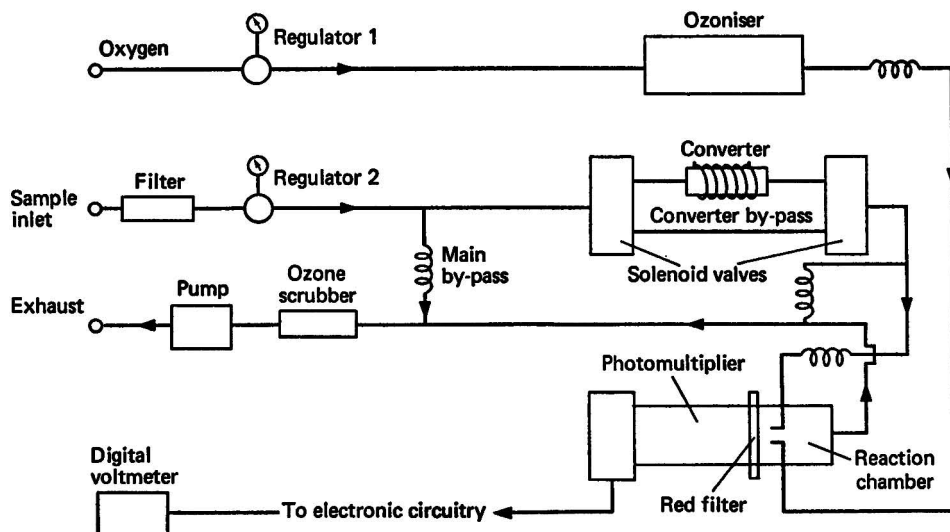 Oxygen
Regulator 1
Ozoniser
Sample
inlet
Filter
Regulator 2
Converter
Converter by-pass
Solenoid valves
Main
by-pass
Exhaust
Pump
Ozone
scrubber
Photomultiplier
Red filter
Reaction
chamber
Digital
voltmeter
To electronic circuitry